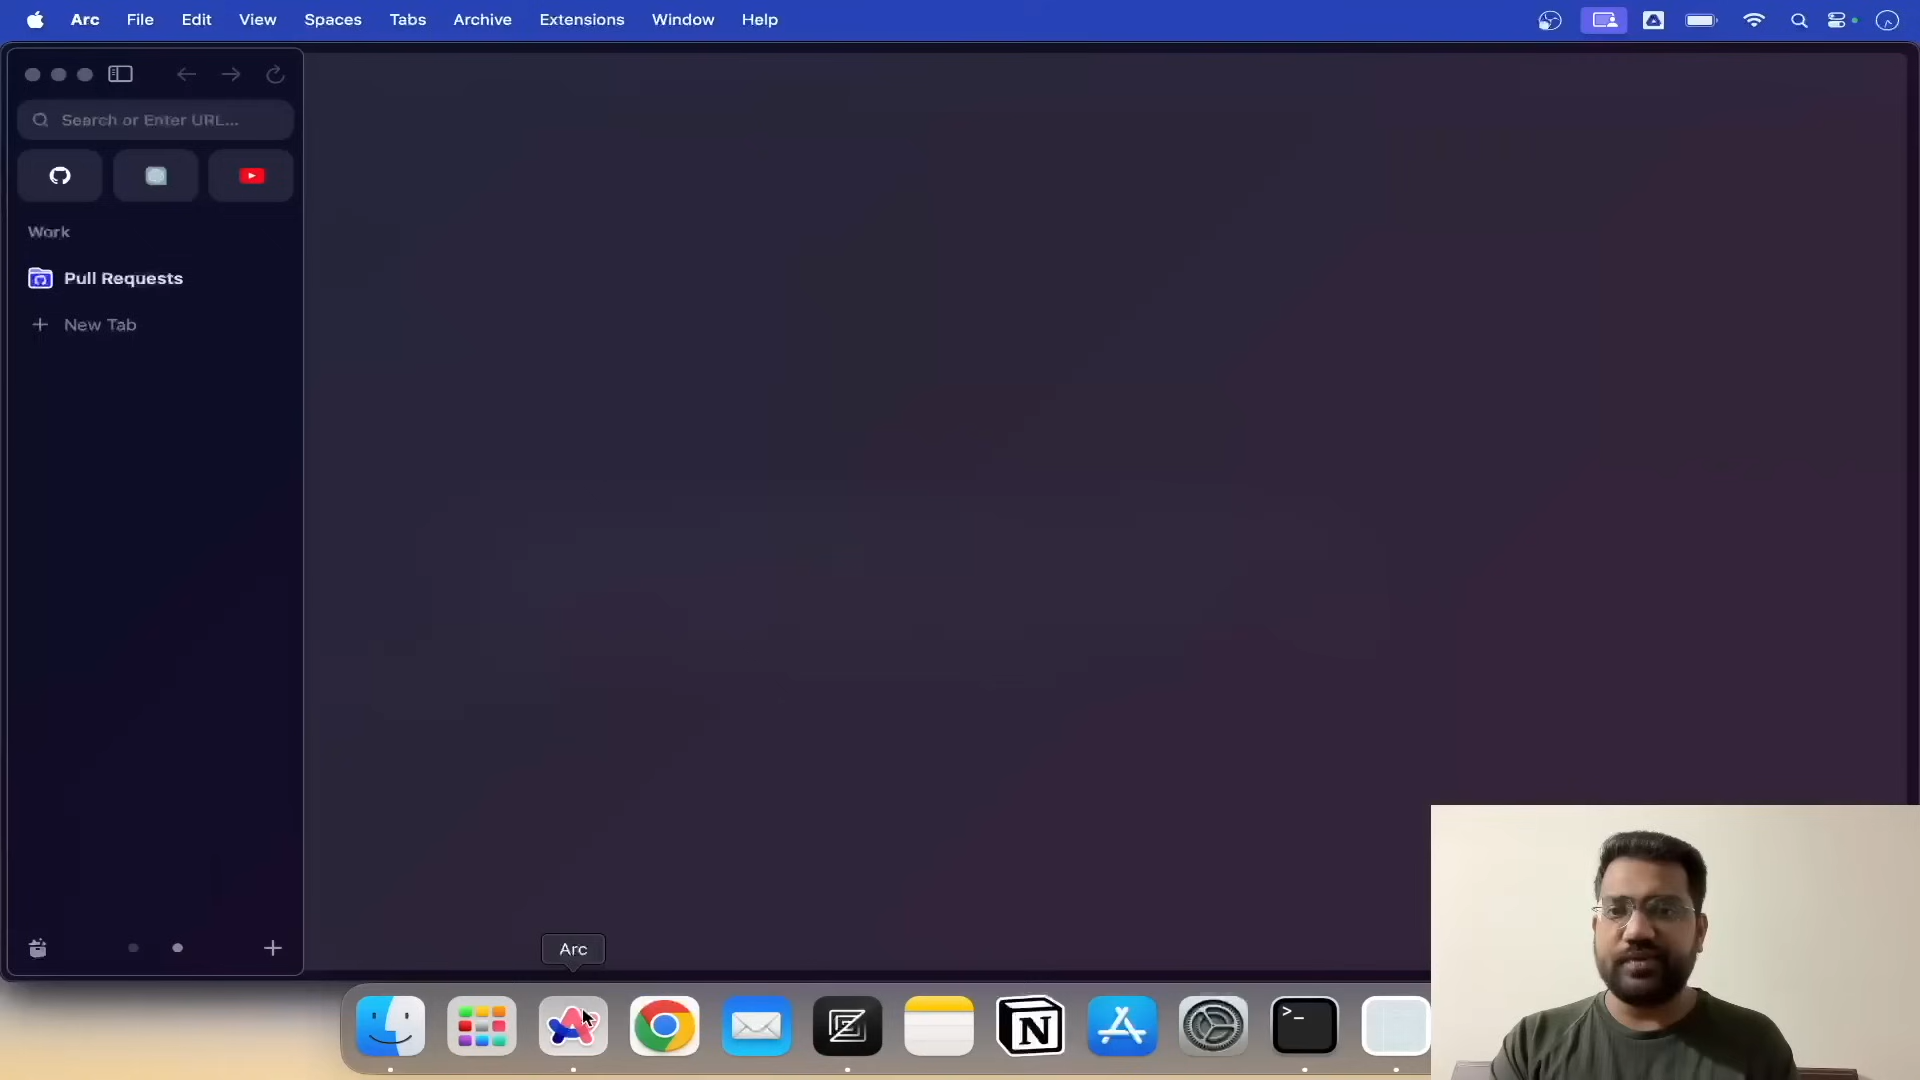 Arc File Edit View Spaces Tabs Archive Extensions Window Help
Search or Enter URL...
Work
Pull Requests
New Tab
Arc